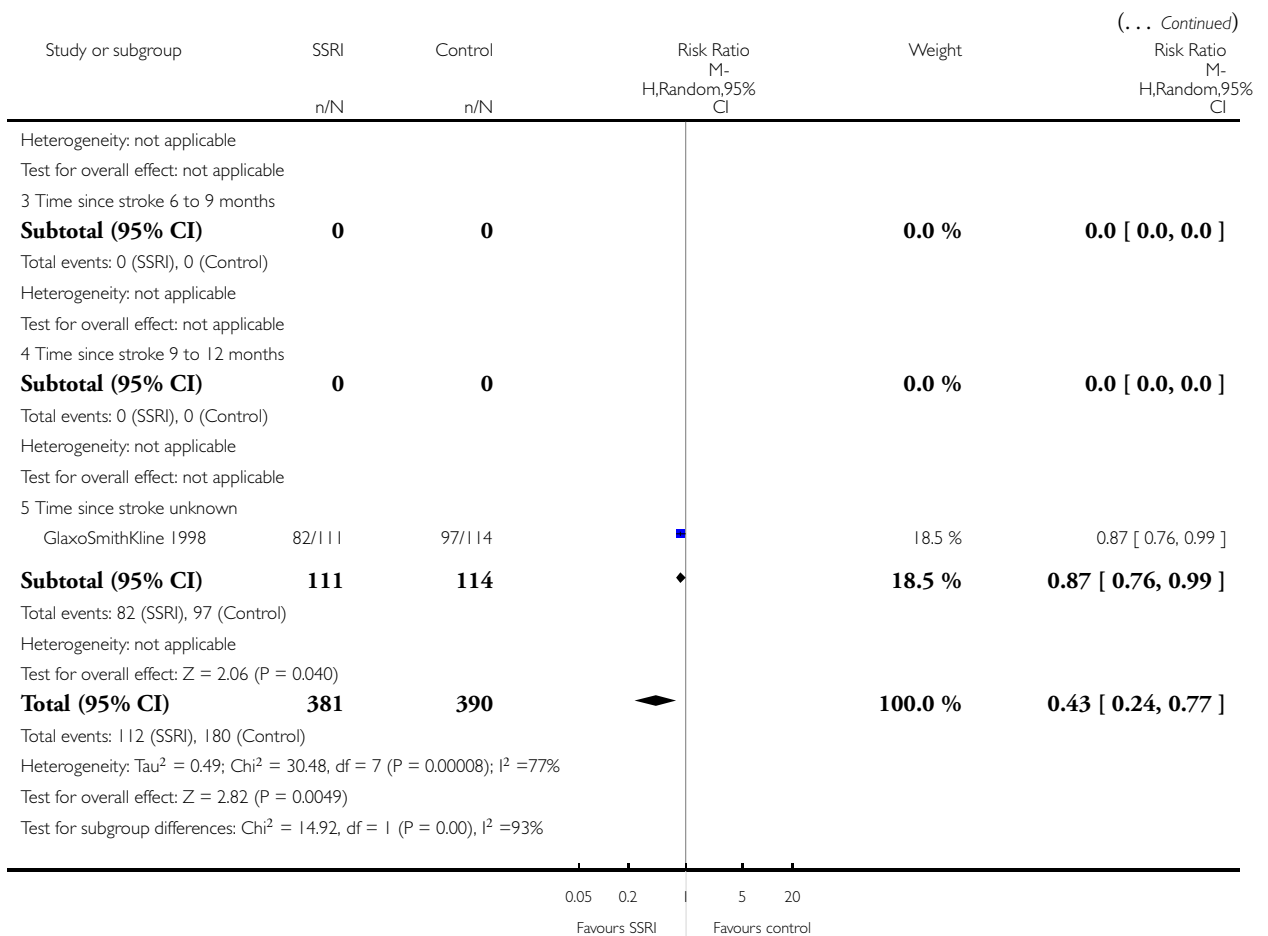 (... Continued)
Study or subgroup SSRI Control Risk Ratio Weight Risk Ratio
M- M-
H,Random,95% H,Random,95%
n/N n/N CI CI
Heterogeneity: not applicable
Test for overall effect: not applicable
3 Time since stroke 6 to 9 months
Subtotal (95% CI) 0 0 0.0 % 0.0 [ 0.0, 0.0 ]
Total events: 0 (SSRI), 0 (Control)
Heterogeneity: not applicable
Test for overall effect: not applicable
4 Time since stroke 9 to 12 months
Subtotal (95% CI) 0 0 0.0 % 0.0 [ 0.0, 0.0 ]
Total events: 0 (SSRI), 0 (Control)
Heterogeneity: not applicable
Test for overall effect: not applicable
5 Time since stroke unknown
GlaxoSmithKline 1998 82/111 97/114 18.5 % 0.87 [ 0.76, 0.99 ]
Subtotal (95% CI) 111 114 18.5 % 0.87 [ 0.76, 0.99 ]
Total events: 82 (SSRI), 97 (Control)
Heterogeneity: not applicable
Test for overall effect: Z = 2.06 (P = 0.040)
Total (95% CI) 381 390 100.0 % 0.43 [ 0.24, 0.77 ]
Total events: 112 (SSRI), 180 (Control)
Heterogeneity: Tau² = 0.49; Chi² = 30.48, df = 7 (P = 0.00008); I² =77%
Test for overall effect: Z = 2.82 (P = 0.0049)
Test for subgroup differences: Chi² = 14.92, df = 1 (P = 0.00), I² =93%
0.05 0.2 1 5 20
Favours SSRI Favours control